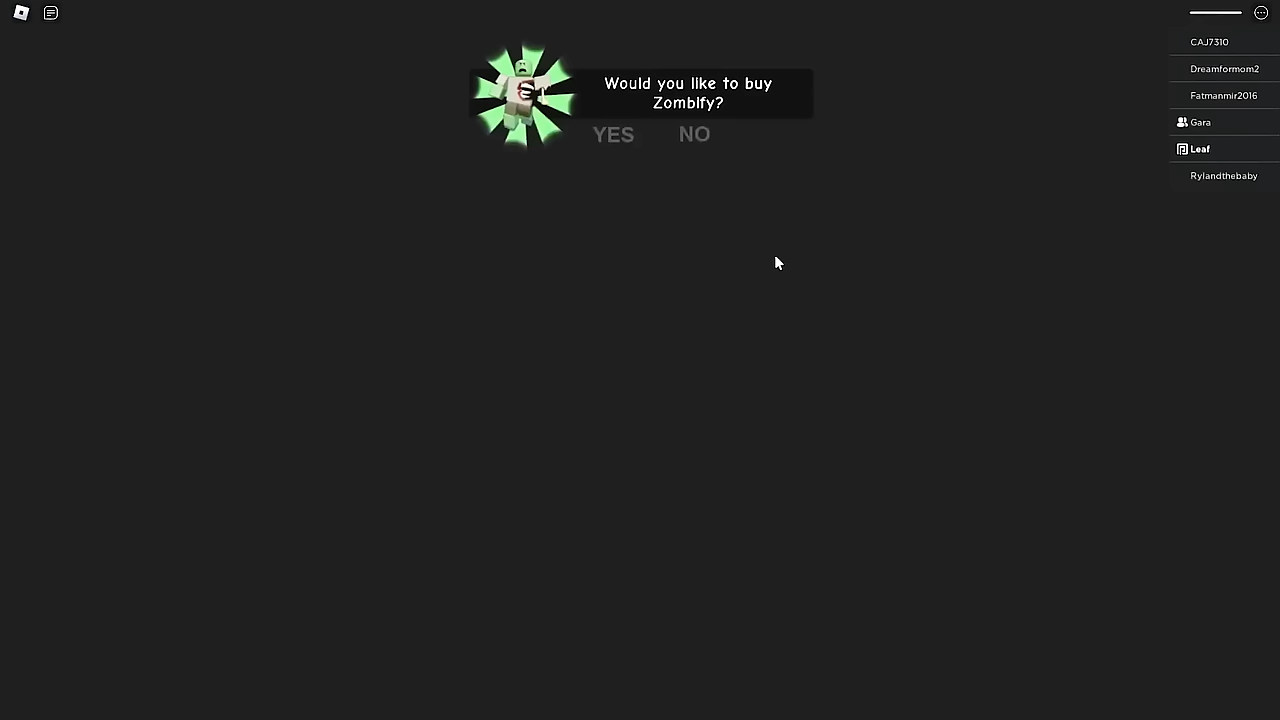 Would you like to buy
Zombify?
YES NO
CAJ7310
Dreamformom2
Fatmanmir2016
Gara
Leaf
Rylandthebaby